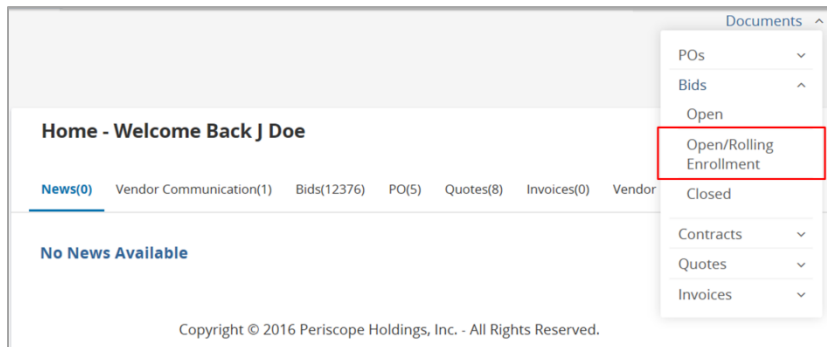 Documents
POs
Bids
Open
Open/Rolling
Enrollment
Closed
Contracts
Quotes
Invoices
Home - Welcome Back J Doe
News(0) Vendor Communication(1) Bids(12376) PO(5) Quotes(8) Invoices(0) Vendor
No News Available
Copyright © 2016 Periscope Holdings, Inc. - All Rights Reserved.